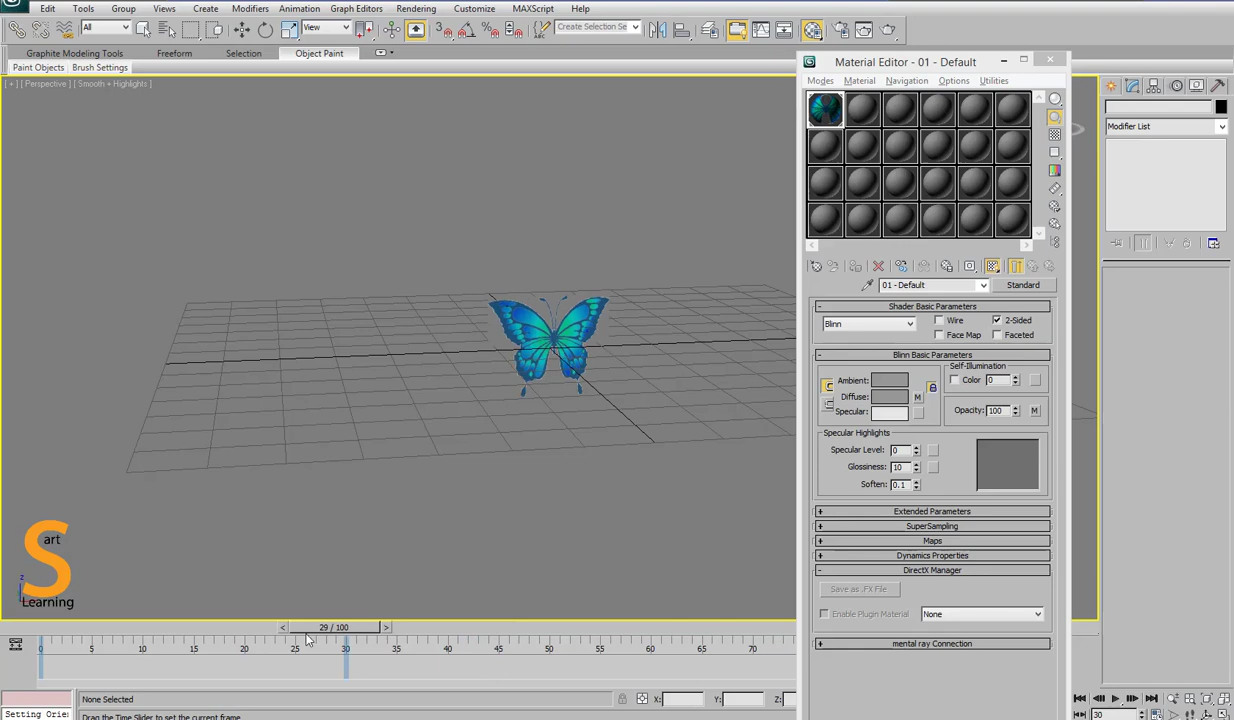 Edit Tools Group Views Create Modifiers Animation Graph Editors Rendering Customize MAXScript Help
All View 3 Create Selection Se
Graphite Modeling Tools Freeform Selection Object Paint
Paint Objects Brush Settings
[ + ] [ Perspective ] [ Smooth + Highlights ]
Material Editor - 01 - Default
Modes Material Navigation Options Utilities
Modifier List
01 - Default Standard
- Shader Basic Parameters
Blinn Wire 2-Sided
Face Map Faceted
- Blinn Basic Parameters
Self-Illumination
Ambient: Color 0
Diffuse: M
Specular: Opacity: 100 M
Specular Highlights
Specular Level: 0
Glossiness: 10
Soften: 0.1
+ Extended Parameters
+ SuperSampling
+ Maps
+ Dynamics Properties
- DirectX Manager
Save as .FX File
Enable Plugin Material None
+ mental ray Connection
S art
Learning
z
< 29 / 100 >
0 5 10 15 20 25 30 35 40 45 50 55 60 65 70
None Selected X: Y: Z:
Setting Orie Drag the Time Slider to set the current frame 30